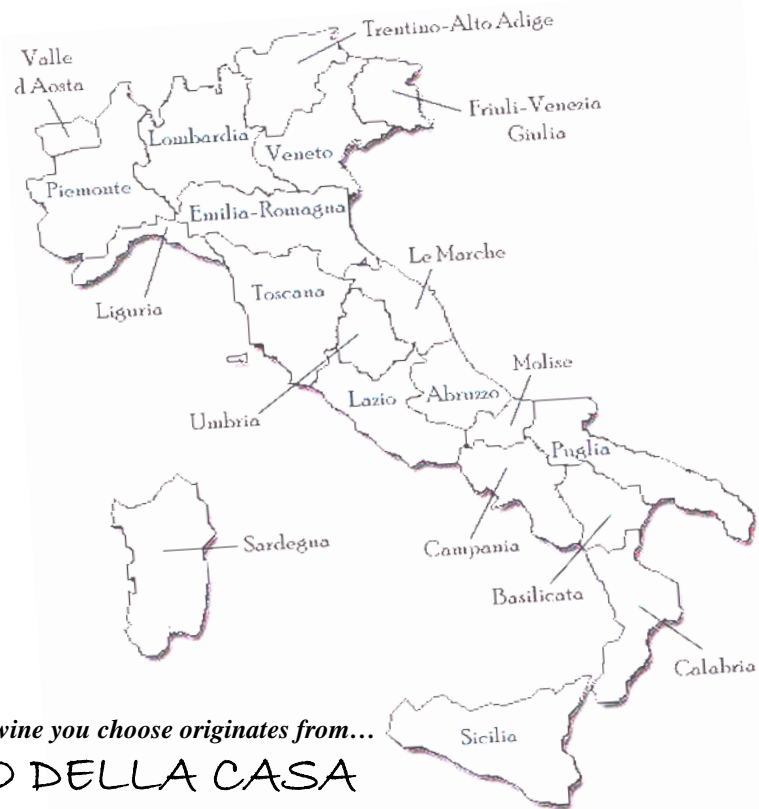 Trentino-Alto Adige
Valle
d Aosta
Friuli-Venezia
Giulia
Lombardia
Veneto
Piemonte
Emilia-Romagna
Le Marche
Toscana
Liguria
Molise
Abruzzo
Lazio
Umbria
Puglia
Sardegna
Campania
Basilicata
Calabria
wine you choose originates from…
Sicilia
DELLA CASA